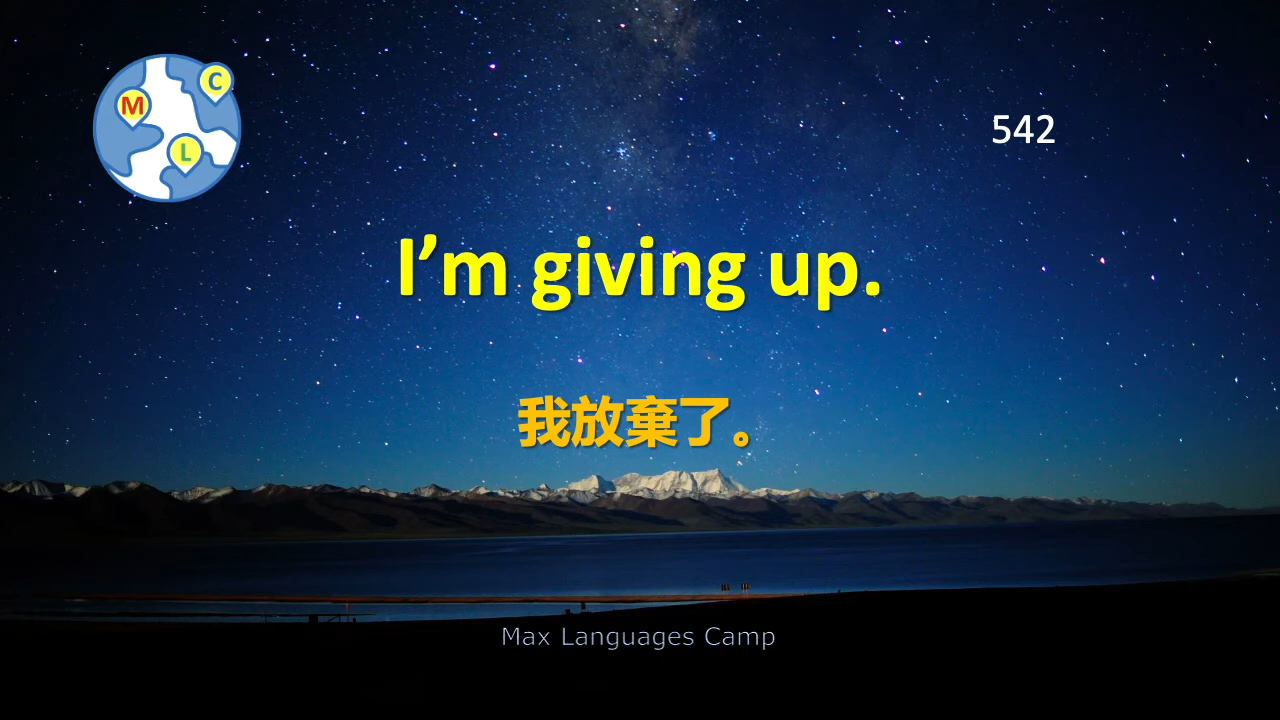 M
C
L
542
I’m giving up.
我放棄了。
Max Languages Camp